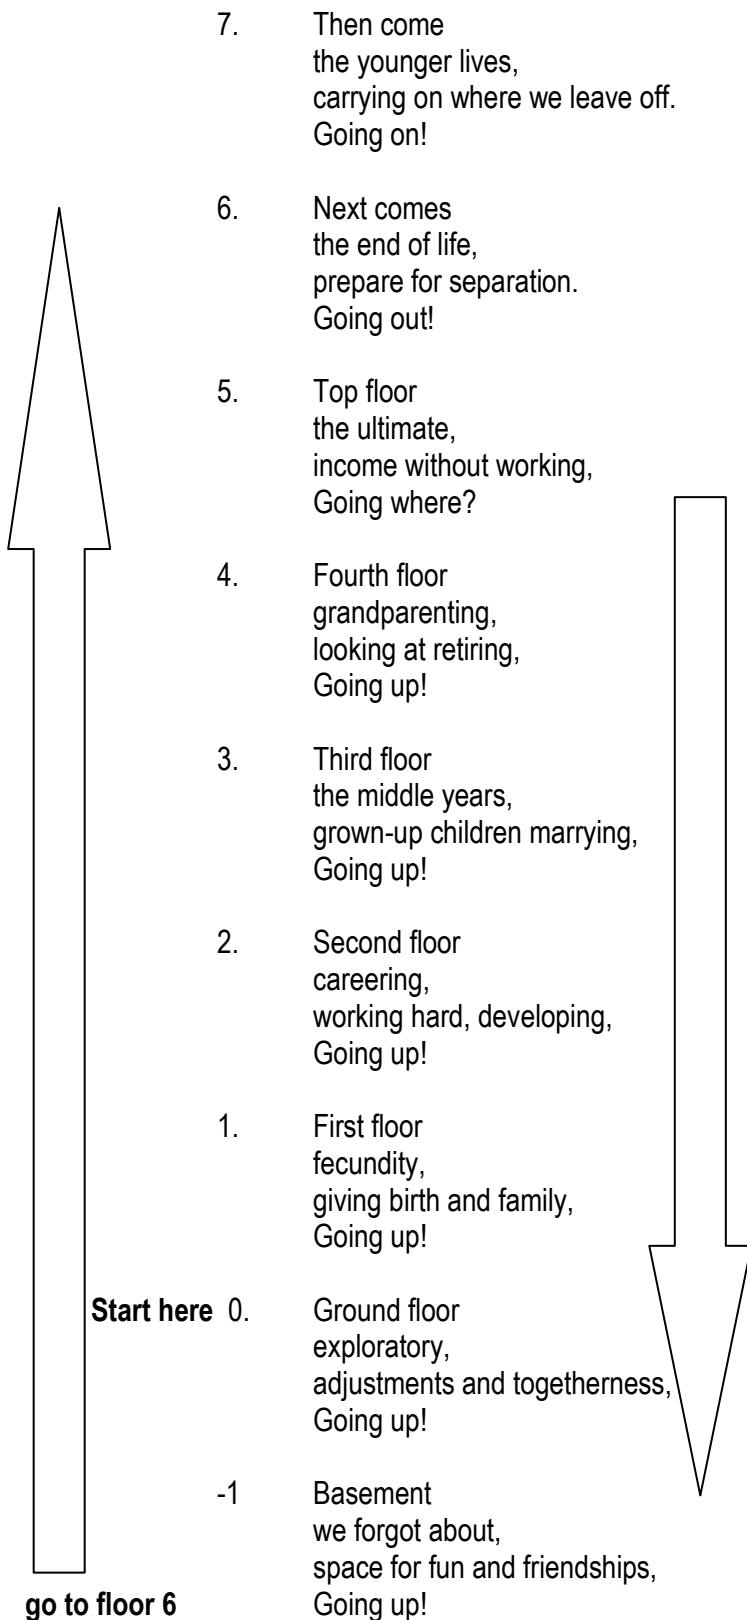 7. Then come
the younger lives,
carrying on where we leave off.
Going on!
6. Next comes
the end of life,
prepare for separation.
Going out!
5. Top floor
the ultimate,
income without working,
Going where?
4. Fourth floor
grandparenting,
looking at retiring,
Going up!
3. Third floor
the middle years,
grown-up children marrying,
Going up!
2. Second floor
careering,
working hard, developing,
Going up!
1. First floor
fecundity,
giving birth and family,
Going up!
Start here 0. Ground floor
exploratory,
adjustments and togetherness,
Going up!
-1 Basement
we forgot about,
space for fun and friendships,
go to floor 6 Going up!